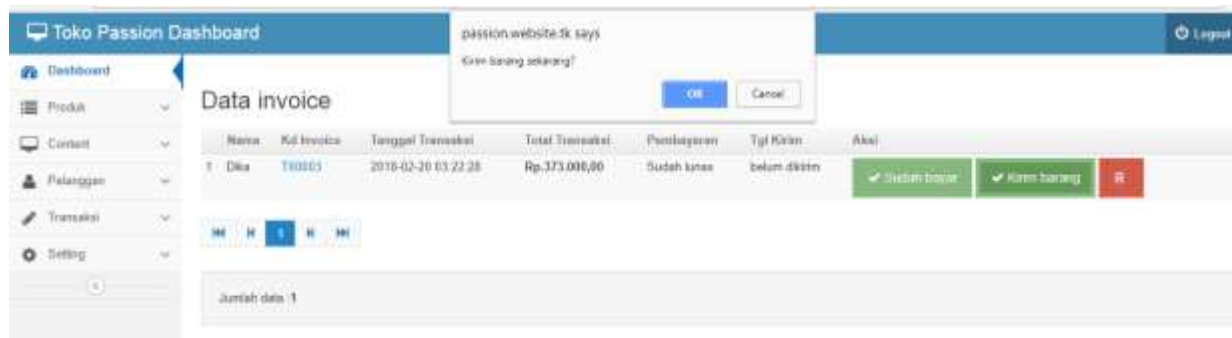 Toko Passion Dashboard
passion.website.tk says
Kirim barang sekarang?
OK
Cancel
Logout
Dashboard
Produk
Content
Pelanggan
Transaksi
Setting
Data invoice
Nama Kd Invoice Tanggal Transaksi Total Transaksi Pembayaran Tgl Kirim Aksi
1 Dika 2018-02-20 03:22:28 Rp.373.000,00 Sudah lunas belum dikirim Sudah bayar Kirim barang
1
Jumlah data :1